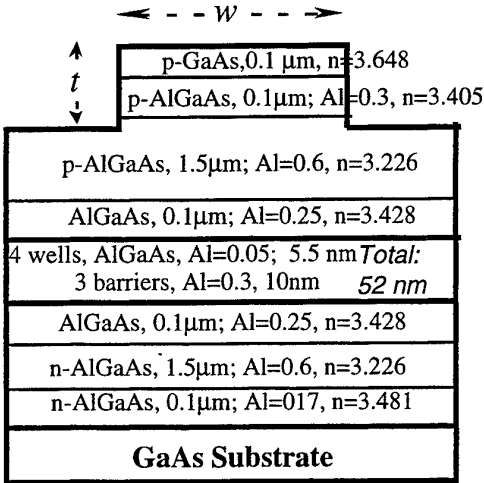 w
t
p-GaAs,0.1 μm, n=3.648
p-AlGaAs, 0.1μm; Al=0.3, n=3.405
p-AlGaAs, 1.5μm; Al=0.6, n=3.226
AlGaAs, 0.1μm; Al=0.25, n=3.428
4 wells, AlGaAs, Al=0.05; 5.5 nm Total:
3 barriers, Al=0.3, 10nm 52 nm
AlGaAs, 0.1μm; Al=0.25, n=3.428
n-AlGaAs, 1.5μm; Al=0.6, n=3.226
n-AlGaAs, 0.1μm; Al=017, n=3.481
GaAs Substrate